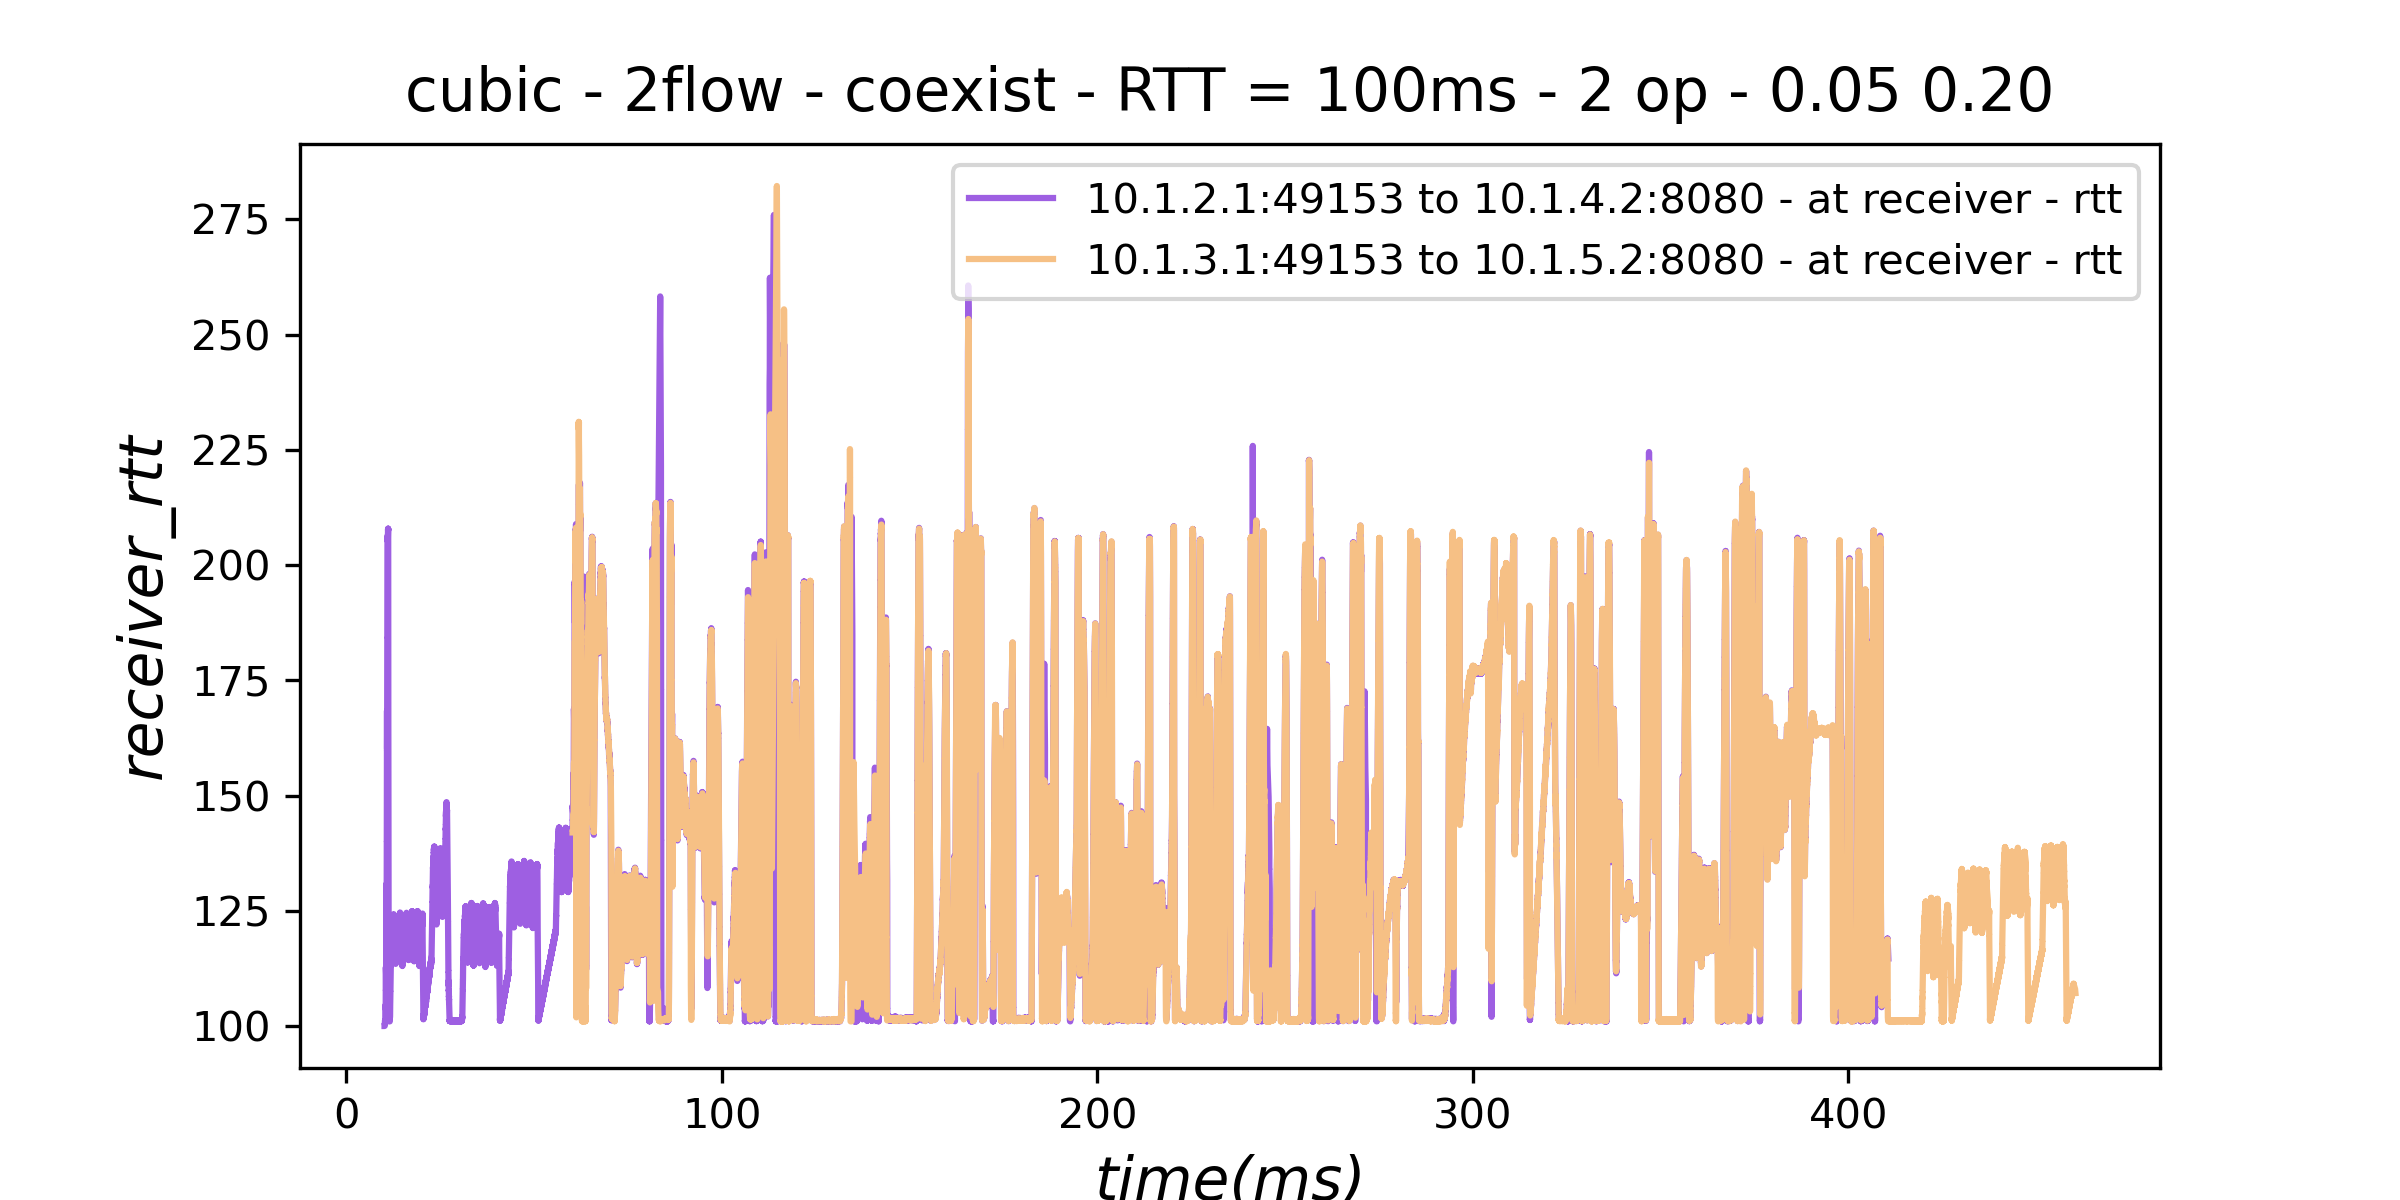 cubic - 2flow - coexist - RTT = 100ms - 2 op - 0.05 0.20
10.1.2.1:49153 to 10.1.4.2:8080 - at receiver - rtt
10.1.3.1:49153 to 10.1.5.2:8080 - at receiver - rtt
receiver_rtt
275
250
225
200
175
150
125
100
0 100 200 300 400
time(ms)